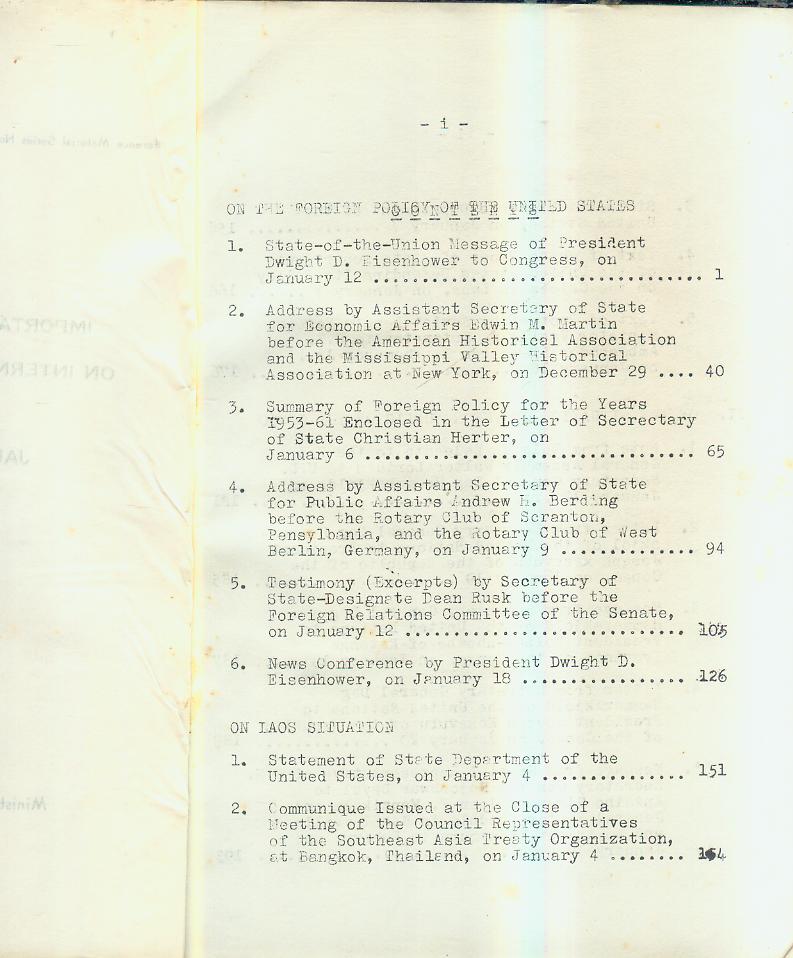 - i -
ON THE FOREIGN POLICY OF THE UNITED STATES
1. State-of-the-Union Message of President
Dwight D. Eisenhower to Congress, on
January 12 .................................. 1
2. Address by Assistant Secretary of State
for Economic Affairs Edwin M. Martin
before the American Historical Association
and the Mississippi Valley Historical
Association at New York, on December 29 .... 40
3. Summary of Foreign Policy for the Years
1953-61 Enclosed in the Letter of Secrectary
of State Christian Herter, on
January 6 .................................. 65
4. Address by Assistant Secretary of State
for Public Affairs Andrew H. Berding
before the Rotary Club of Scranton,
Pensylbania, and the Rotary Club of West
Berlin, Germany, on January 9 .............. 94
5. Testimony (Excerpts) by Secretary of
State-Designate Dean Rusk before the
Foreign Relations Committee of the Senate,
on January 12 ............................. 105
6. News Conference by President Dwight D.
Eisenhower, on January 18 ................. 126
ON LAOS SITUATION
1. Statement of State Department of the
United States, on January 4 ............... 151
2. Communique Issued at the Close of a
Meeting of the Council Representatives
of the Southeast Asia Treaty Organization,
at Bangkok, Thailand, on January 4 ........